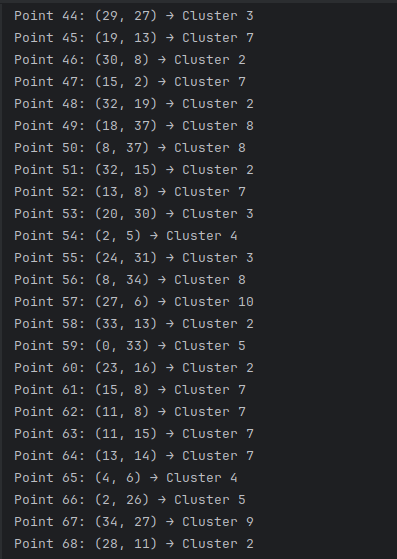 Point 44: (29, 27) → Cluster 3
Point 45: (19, 13) → Cluster 7
Point 46: (30, 8) → Cluster 2
Point 47: (15, 2) → Cluster 7
Point 48: (32, 19) → Cluster 2
Point 49: (18, 37) → Cluster 8
Point 50: (8, 37) → Cluster 8
Point 51: (32, 15) → Cluster 2
Point 52: (13, 8) → Cluster 7
Point 53: (20, 30) → Cluster 3
Point 54: (2, 5) → Cluster 4
Point 55: (24, 31) → Cluster 3
Point 56: (8, 34) → Cluster 8
Point 57: (27, 6) → Cluster 10
Point 58: (33, 13) → Cluster 2
Point 59: (0, 33) → Cluster 5
Point 60: (23, 16) → Cluster 2
Point 61: (15, 8) → Cluster 7
Point 62: (11, 8) → Cluster 7
Point 63: (11, 15) → Cluster 7
Point 64: (13, 14) → Cluster 7
Point 65: (4, 6) → Cluster 4
Point 66: (2, 26) → Cluster 5
Point 67: (34, 27) → Cluster 9
Point 68: (28, 11) → Cluster 2